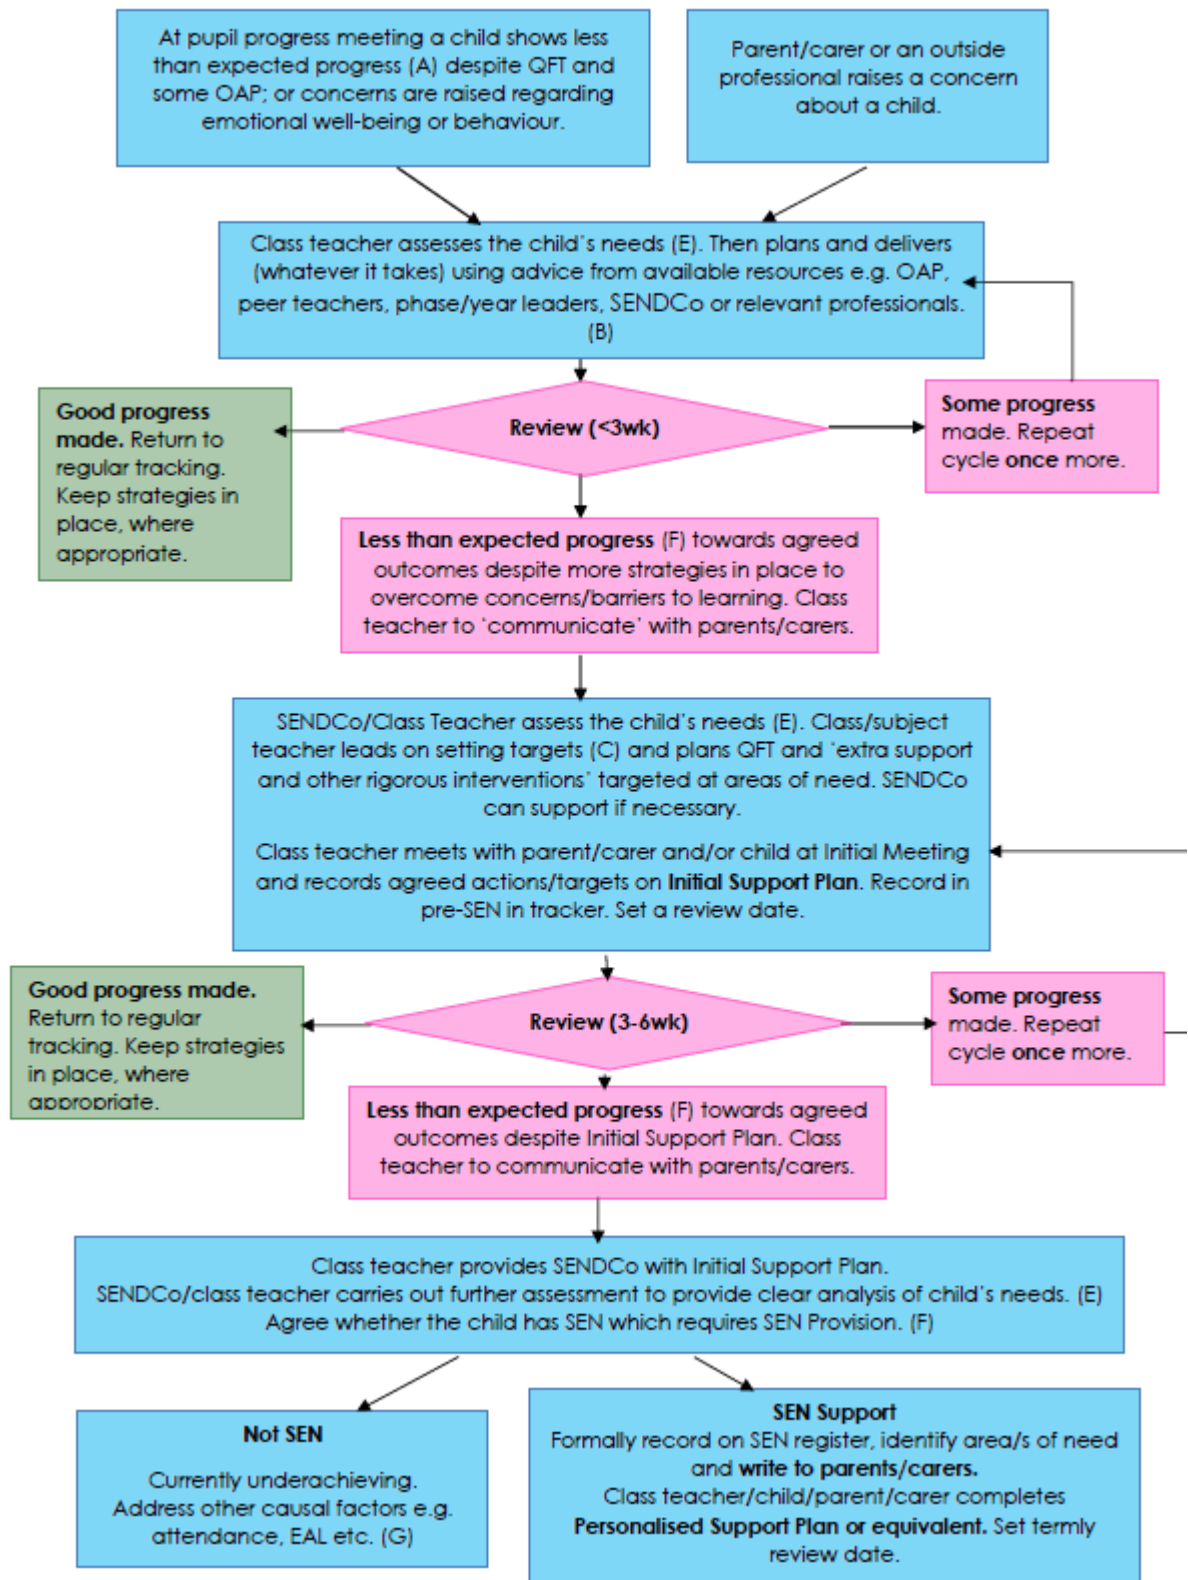 At pupil progress meeting a child shows less
than expected progress (A) despite QFT and
some OAP; or concerns are raised regarding
emotional well-being or behaviour.
Parent/carer or an outside
professional raises a concern
about a child.
Class teacher assesses the child's needs (E). Then plans and delivers
(whatever it takes) using advice from available resources e.g. OAP,
peer teachers, phase/year leaders, SENDCo or relevant professionals.
(B)
Good progress
made. Return to
regular tracking.
Keep strategies in
place, where
appropriate.
Review (<3wk)
Some progress
made. Repeat
cycle once more.
Less than expected progress (F) towards agreed
outcomes despite more strategies in place to
overcome concerns/barriers to learning. Class
teacher to 'communicate' with parents/carers.
SENDCo/Class Teacher assess the child's needs (E). Class/subject
teacher leads on setting targets (C) and plans QFT and 'extra support
and other rigorous interventions' targeted at areas of need. SENDCo
can support if necessary.
Class teacher meets with parent/carer and/or child at Initial Meeting
and records agreed actions/targets on Initial Support Plan. Record in
pre-SEN in tracker. Set a review date.
Good progress made.
Return to regular
tracking. Keep strategies
in place, where
appropriate.
Review (3-6wk)
Some progress
made. Repeat
cycle once more.
Less than expected progress (F) towards agreed
outcomes despite Initial Support Plan. Class
teacher to communicate with parents/carers.
Class teacher provides SENDCo with Initial Support Plan.
SENDCo/class teacher carries out further assessment to provide clear analysis of child's needs. (E)
Agree whether the child has SEN which requires SEN Provision. (F)
Not SEN
Currently underachieving.
Address other causal factors e.g.
attendance, EAL etc. (G)
SEN Support
Formally record on SEN register, identify area/s of need
and write to parents/carers.
Class teacher/child/parent/carer completes
Personalised Support Plan or equivalent. Set termly
review date.